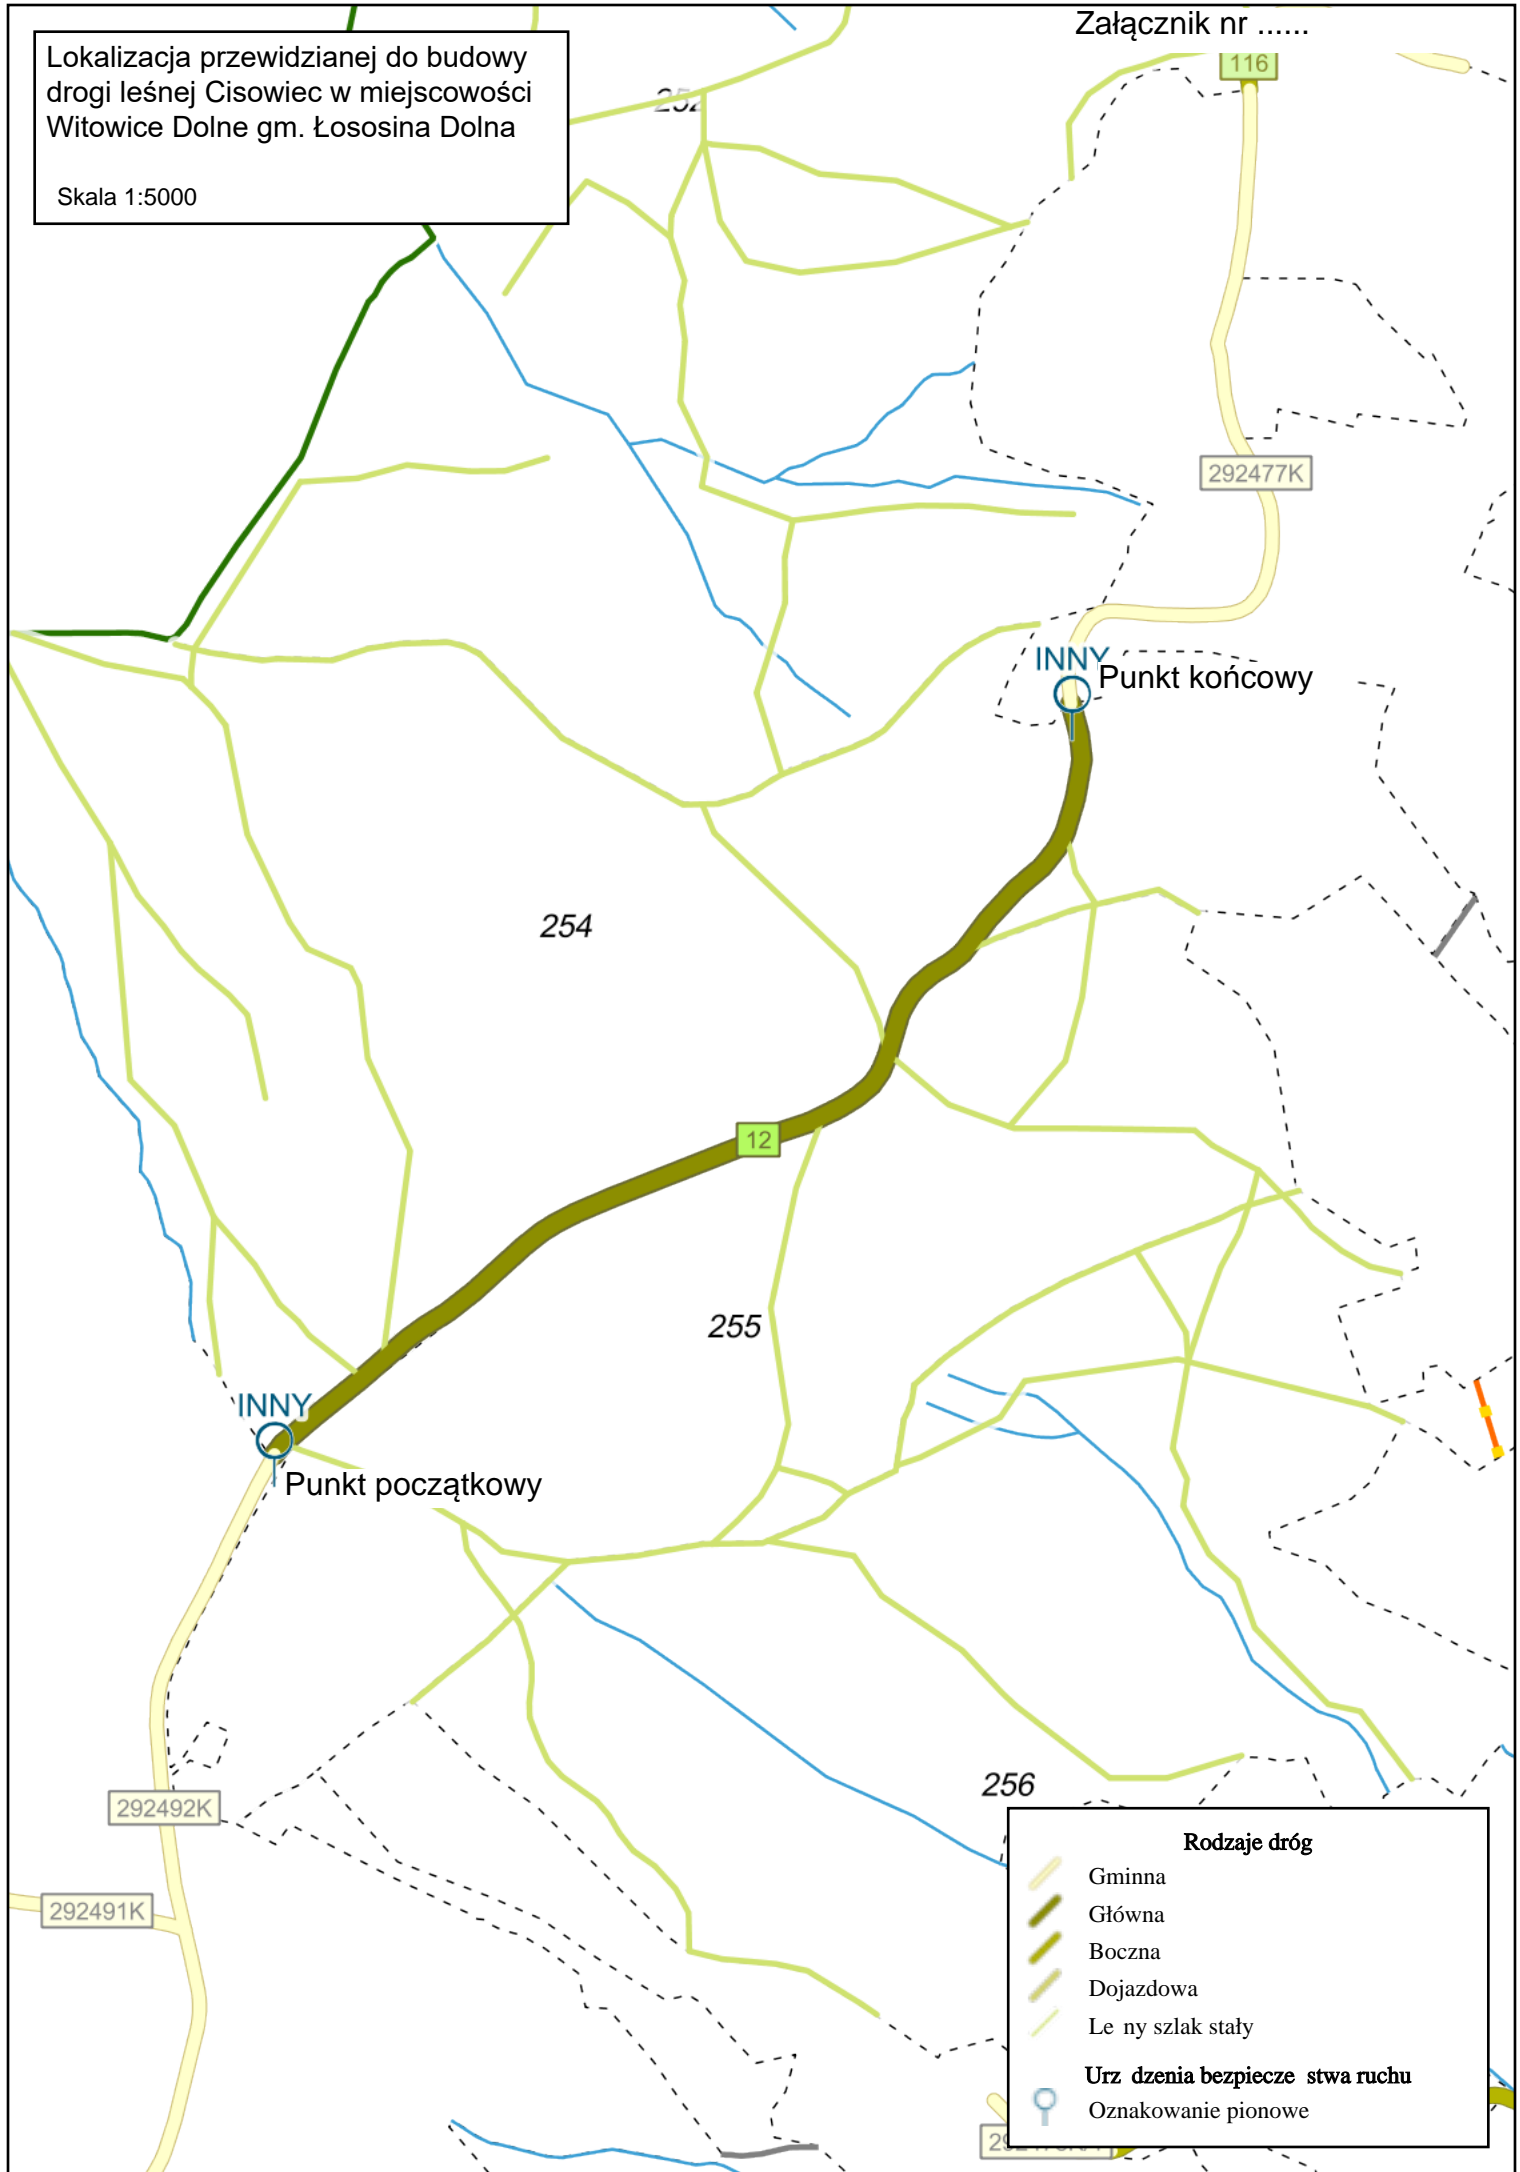 Załącznik nr ......
Lokalizacja przewidzianej do budowy
drogi leśnej Cisowiec w miejscowości
Witowice Dolne gm. Łososina Dolna
Skala 1:5000
116
252
292477K
INNY
Punkt końcowy
254
12
255
INNY
Punkt początkowy
256
292492K
292491K
Rodzaje dróg
Gminna
Główna
Boczna
Dojazdowa
Le ny szlak stały
Urz dzenia bezpiecze stwa ruchu
Oznakowanie pionowe